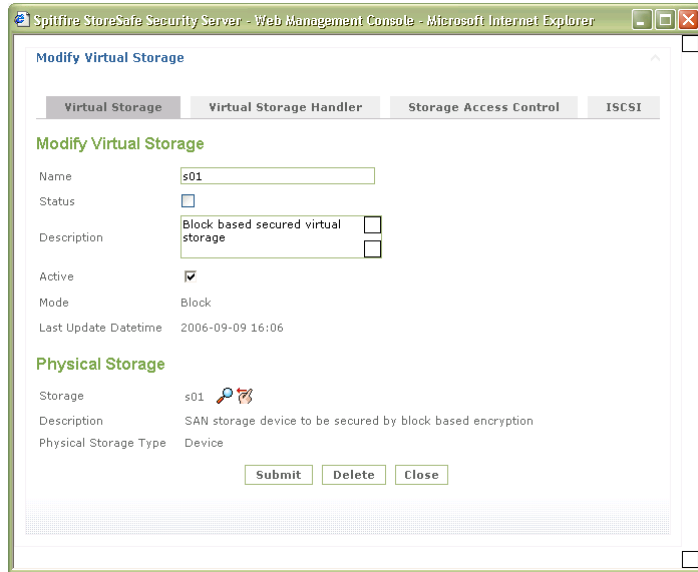 Spitfire StoreSafe Security Server - Web Management Console - Microsoft Internet Explorer
Modify Virtual Storage
Virtual Storage Virtual Storage Handler Storage Access Control ISCSI
Modify Virtual Storage
Name s01
Status
Description Block based secured virtual
storage
Active
Mode Block
Last Update Datetime 2006-09-09 16:06
Physical Storage
Storage s01
Description SAN storage device to be secured by block based encryption
Physical Storage Type Device
Submit Delete Close